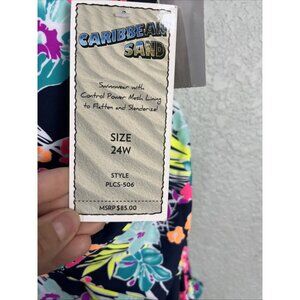 CARIBBEAN
SAND
Swimwear with
Control Power Mesh Lining
to Flatten and Slenderize!
SIZE
24W
STYLE
PLCS-506
MSRP $85.00